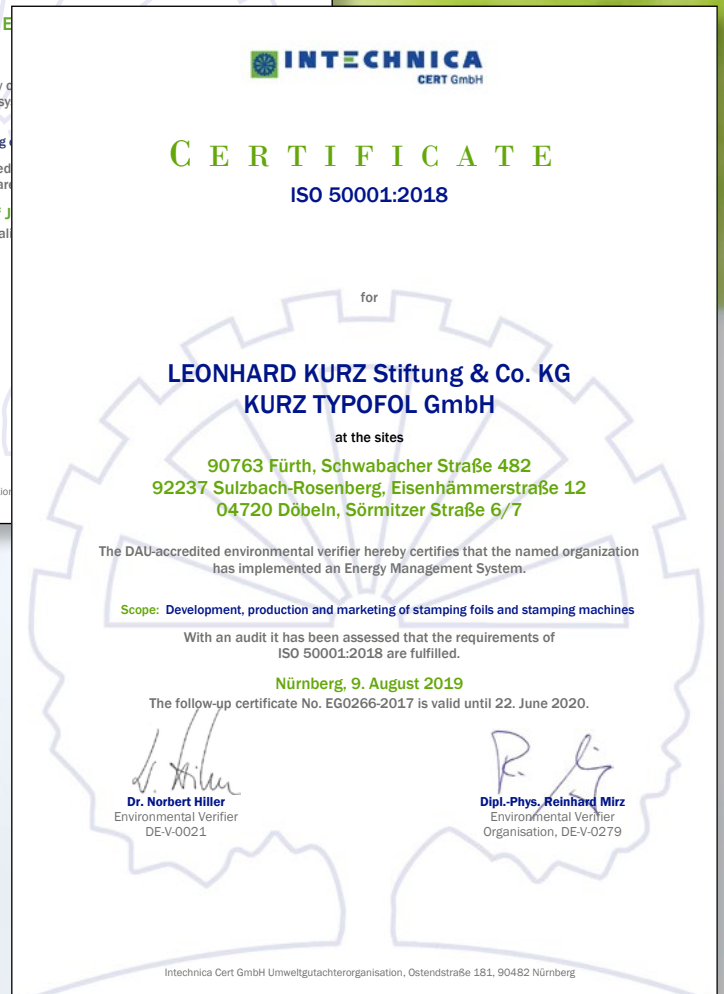 INTECHNICA
CERT GmbH
CERTIFICATE
ISO 50001:2018
for
LEONHARD KURZ Stiftung & Co. KG
KURZ TYPOFOL GmbH
at the sites
90763 Fürth, Schwabacher Straße 482
92237 Sulzbach-Rosenberg, Eisenhämmerstraße 12
04720 Döbeln, Sörmitzer Straße 6/7
The DAU-accredited environmental verifier hereby certifies that the named organization
has implemented an Energy Management System.
Scope: Development, production and marketing of stamping foils and stamping machines
With an audit it has been assessed that the requirements of
ISO 50001:2018 are fulfilled.
Nürnberg, 9. August 2019
The follow-up certificate No. EG0266-2017 is valid until 22. June 2020.
Dr. Norbert Hiller
Environmental Verifier
DE-V-0021
Dipl.-Phys. Reinhard Mirz
Environmental Verifier
Organisation, DE-V-0279
Intechnica Cert GmbH Umweltgutachterorganisation, Ostendstraße 181, 90482 Nürnberg